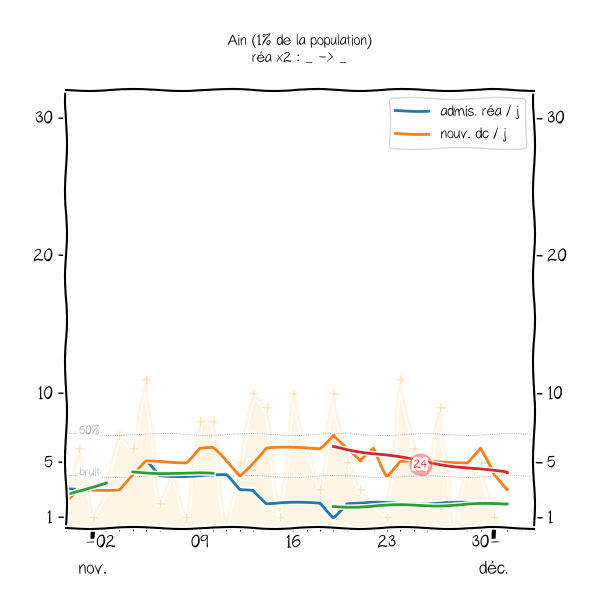 Ain (1% de la population)
réa x2 : _ -> _
admis. réa / j
nouv. dc / j
30
30
20
20
10
10
50%
5
5
24
bruit
1
1
02
09
16
23
30
nov.
déc.